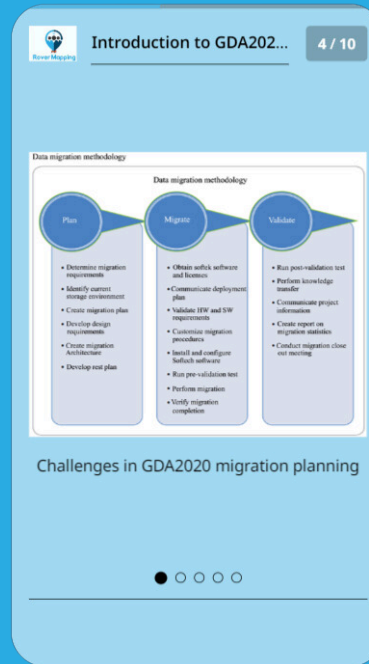 Rover Mapping
Introduction to GDA202...
4 / 10
Data migration methodology
Data migration methodology
Plan
• Determine migration
requirements
• Identify current
storage environment
• Create migration plan
• Develop design
requirements
• Create migration
Architecture
• Develop rest plan
Migrate
• Obtain softek software
and licences
• Communicate deployment
plan
• Validate HW and SW
requirements
• Customize migration
procedures
• Install and configure
Softech software
• Run pre-validation test
• Perform migration
• Verify migration
completion
Validate
• Run post-validation test
• Perform knowledge
transfer
• Communicate project
information
• Create report on
migration statistics
• Conduct migration close
out meeting
Challenges in GDA2020 migration planning